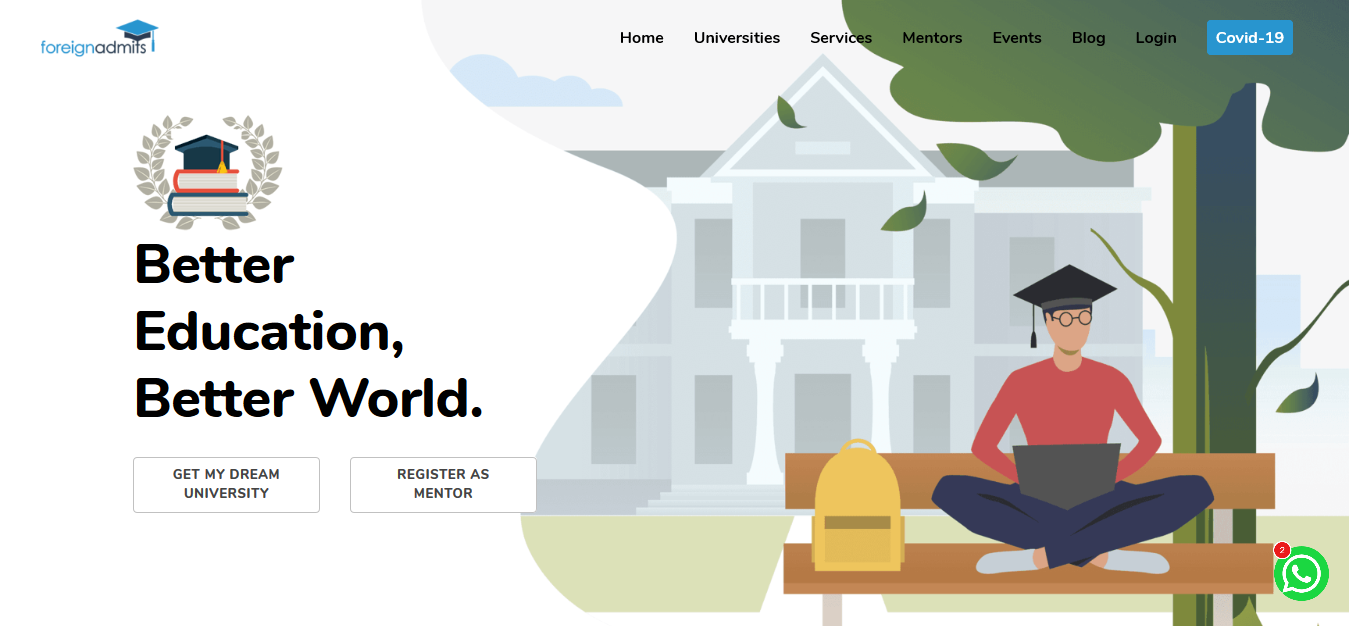 foreignadmits
Home Universities Services Mentors Events Blog Login Covid-19
Better
Education,
Better World.
GET MY DREAM
UNIVERSITY
REGISTER AS
MENTOR
2